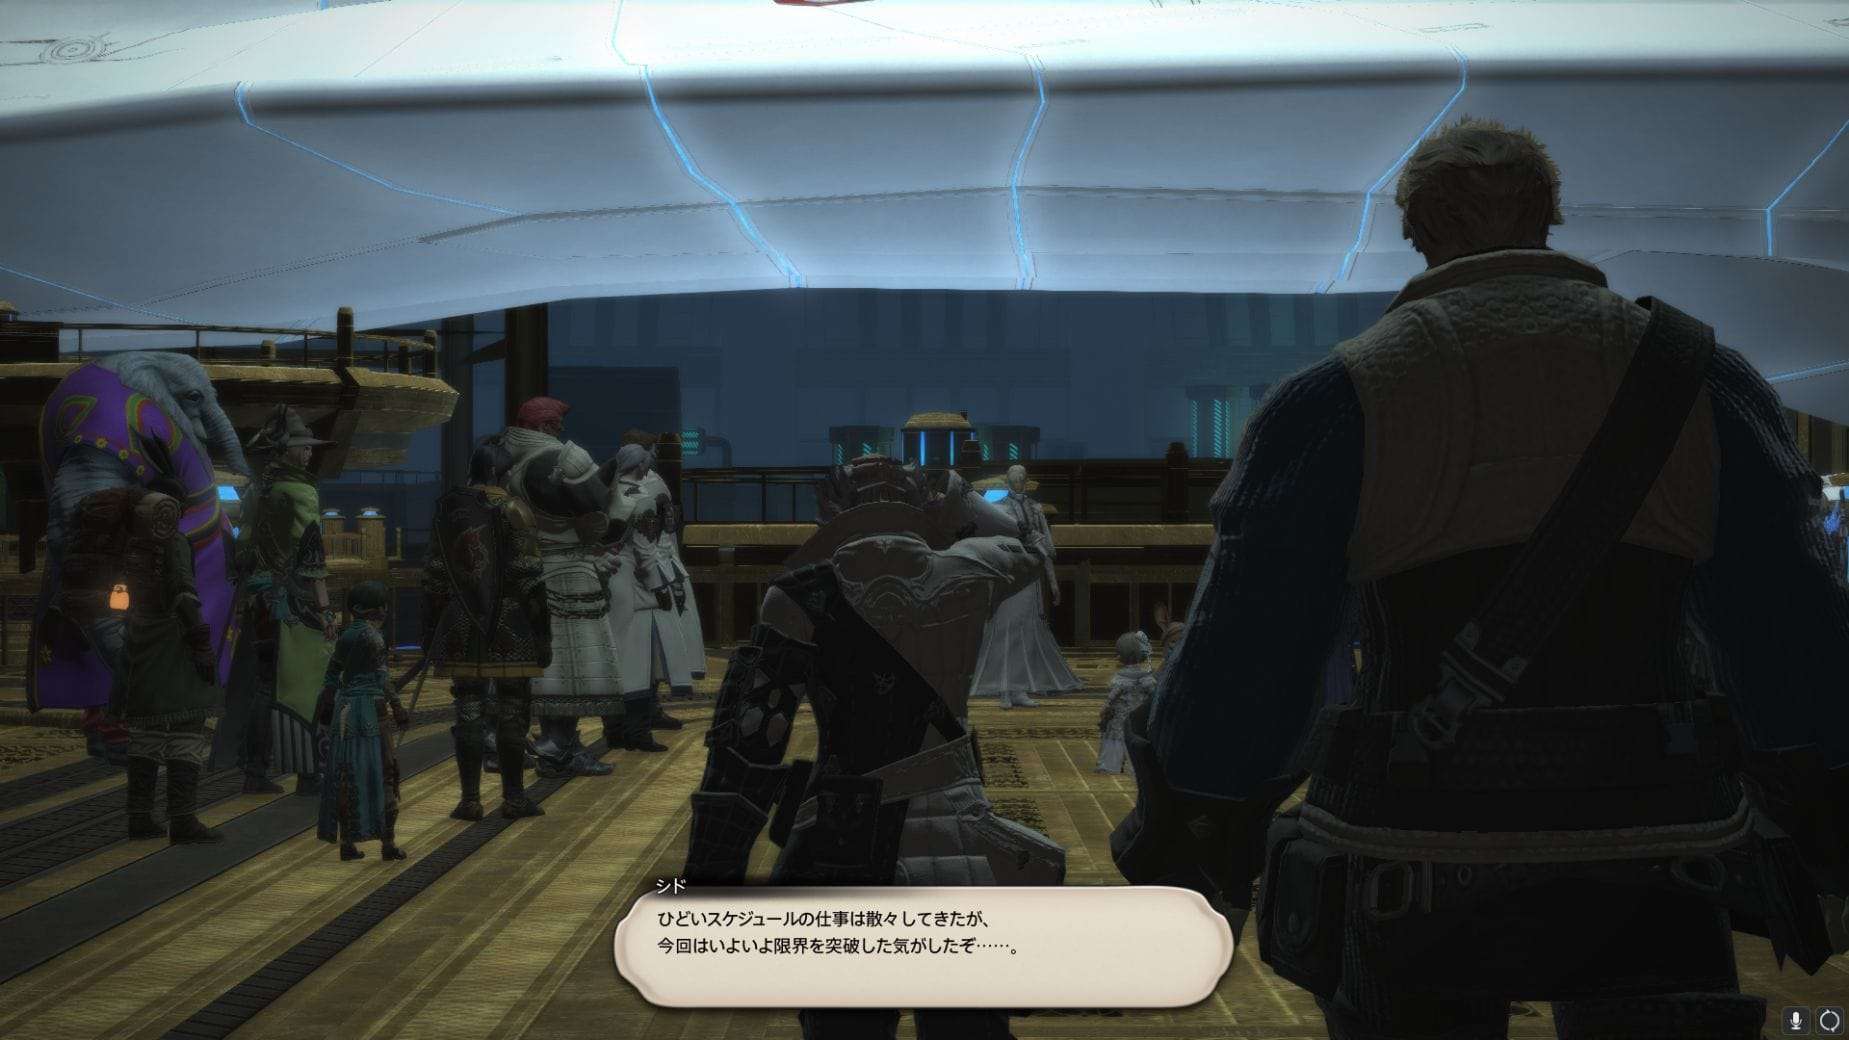 シド
ひどいスケジュールの仕事は散々してきたが、
今回はいよいよ限界を突破した気がしたぞ……。